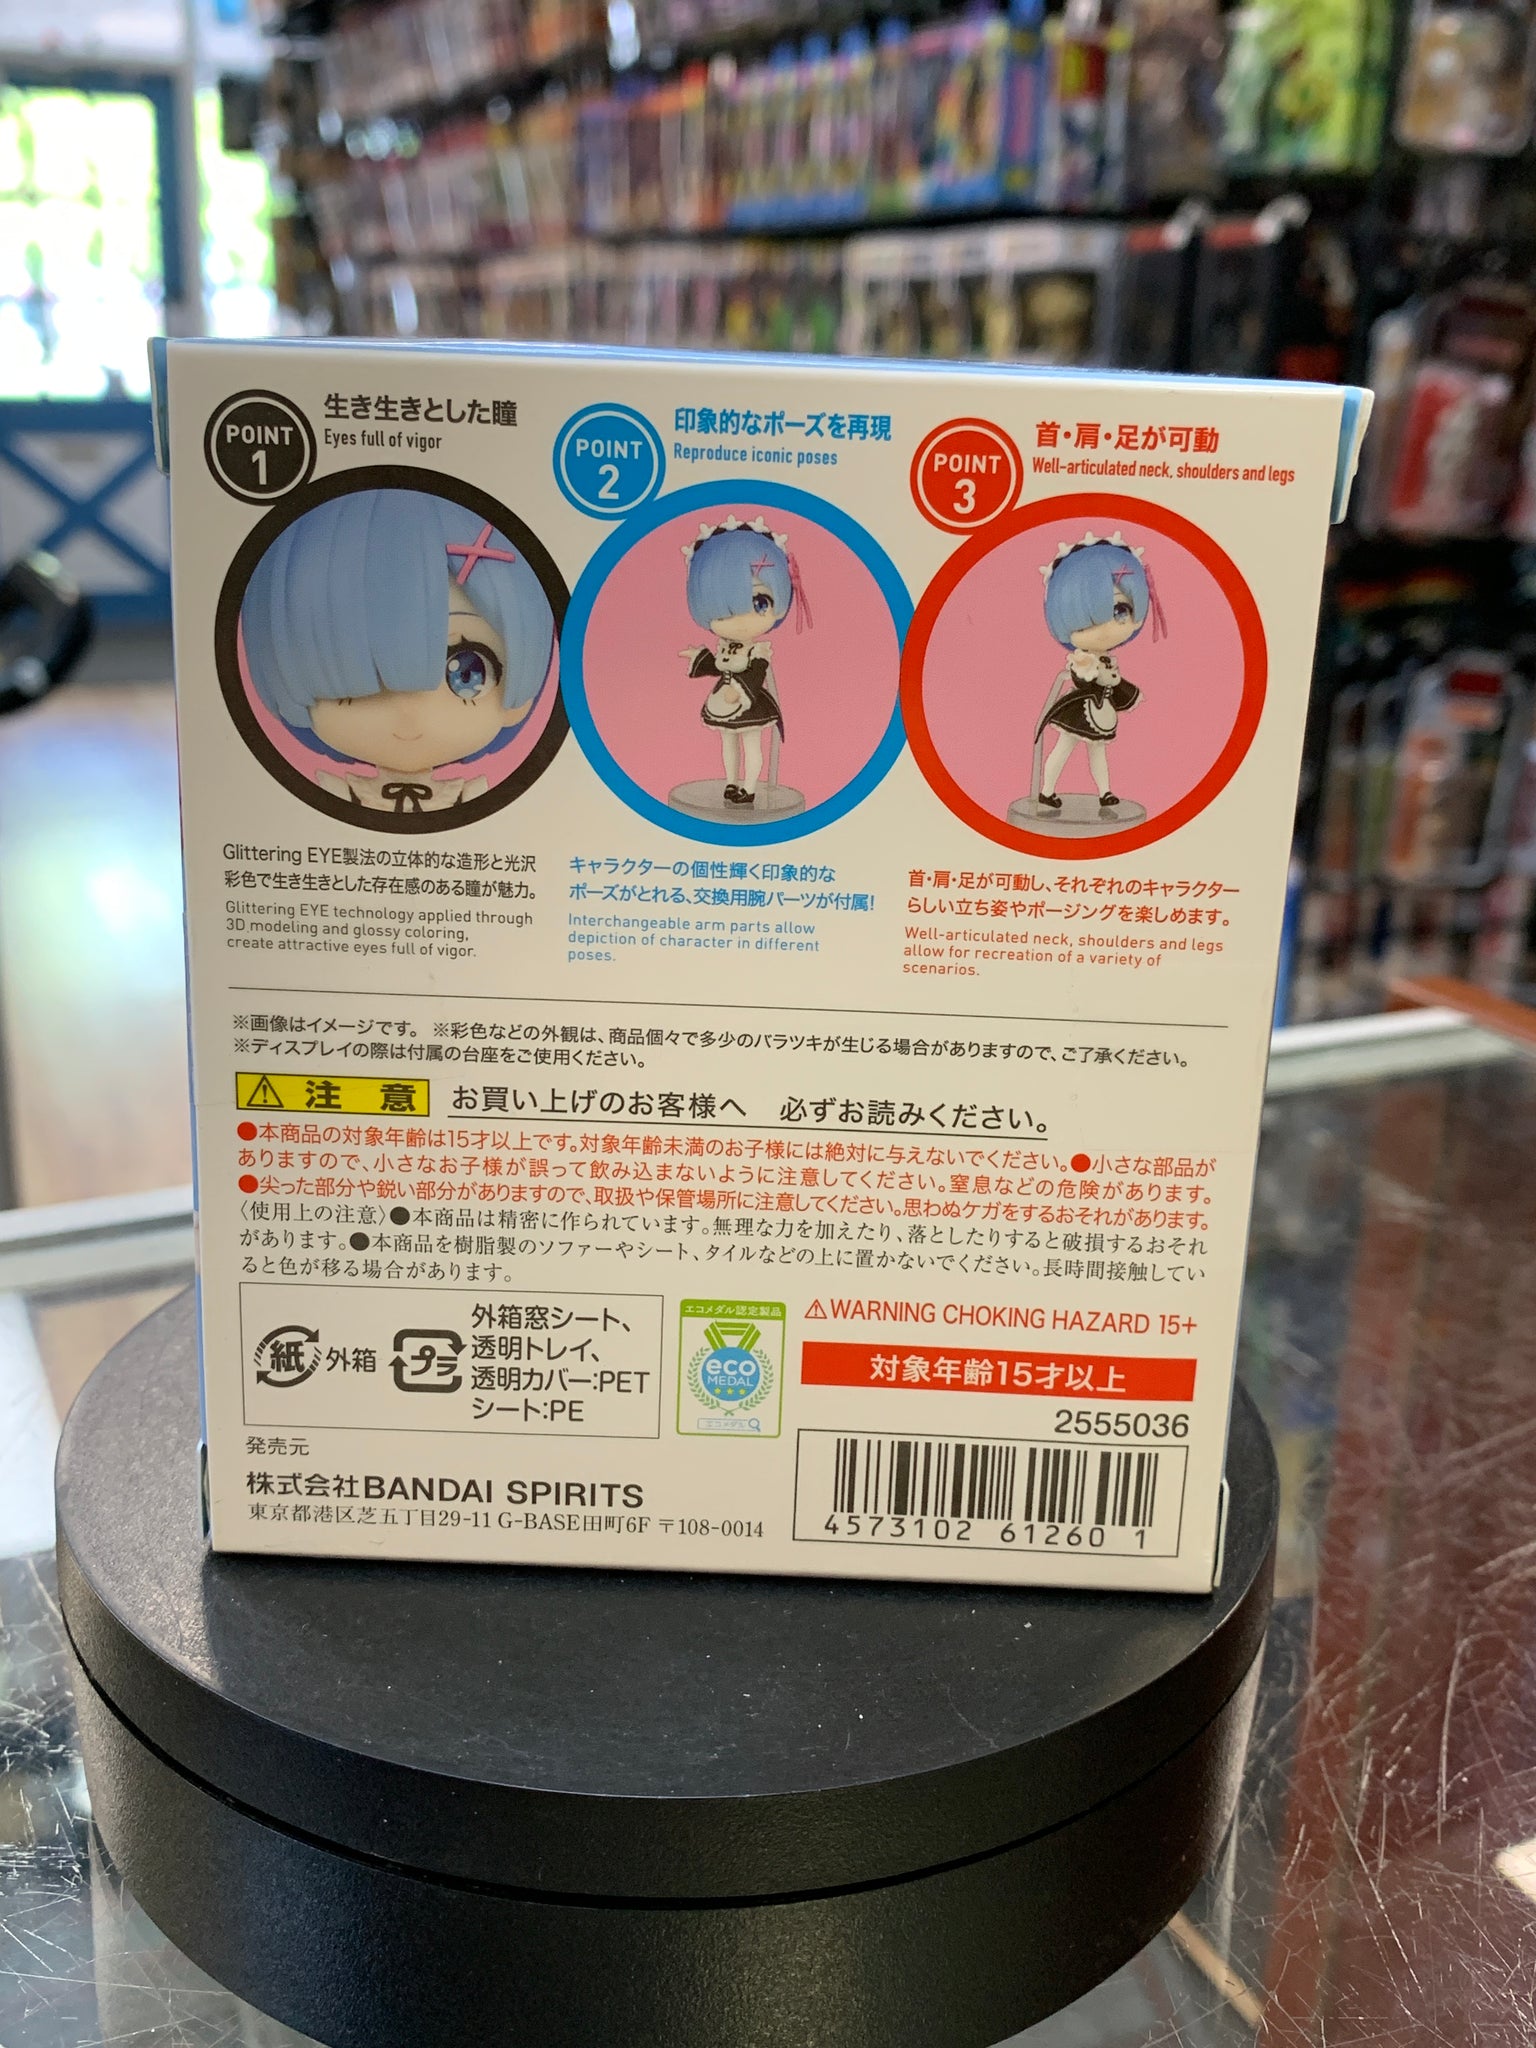 POINT
1
生き生きとした瞳
Eyes full of vigor
POINT
2
印象的なポーズを再現
Reproduce iconic poses
POINT
3
首・肩・足が可動
Well-articulated neck, shoulders and legs
Glittering EYE製法の立体的な造形と光沢
彩色で生き生きとした存在感のある瞳が魅力。
Glittering EYE technology applied through
3D modeling and glossy coloring,
create attractive eyes full of vigor.
キャラクターの個性輝く印象的な
ポーズがとれる、交換用腕パーツが付属!
Interchangeable arm parts allow
depiction of character in different
poses.
首・肩・足が可動し、それぞれのキャラクター
らしい立ち姿やポージングを楽しめます。
Well-articulated neck, shoulders and legs
allow for recreation of a variety of
scenarios.
※画像はイメージです。 ※彩色などの外観は、商品個々で多少のバラツキが生じる場合がありますので、ご了承ください。
※ディスプレイの際は付属の台座をご使用ください。
⚠注 意 お買い上げのお客様へ 必ずお読みください。
●本商品の対象年齢は15才以上です。対象年齢未満のお子様には絶対に与えないでください。●小さな部品が
ありますので、小さなお子様が誤って飲み込まないように注意してください。窒息などの危険があります。
●尖った部分や鋭い部分がありますので、取扱や保管場所に注意してください。思わぬケガをするおそれがあります。
〈使用上の注意〉●本商品は精密に作られています。無理な力を加えたり、落としたりすると破損するおそれ
があります。●本商品を樹脂製のソファーやシート、タイルなどの上に置かないでください。長時間接触してい
ると色が移る場合があります。
紙 外箱
プラ
外箱窓シート、
透明トレイ、
透明カバー:PET
シート:PE
エコメダル認定製品
eco
MEDAL
エコメダル
⚠WARNING CHOKING HAZARD 15+
対象年齢15才以上
2555036
4573102 61260 1
発売元
株式会社BANDAI SPIRITS
東京都港区芝五丁目29-11 G-BASE田町6F 〒108-0014